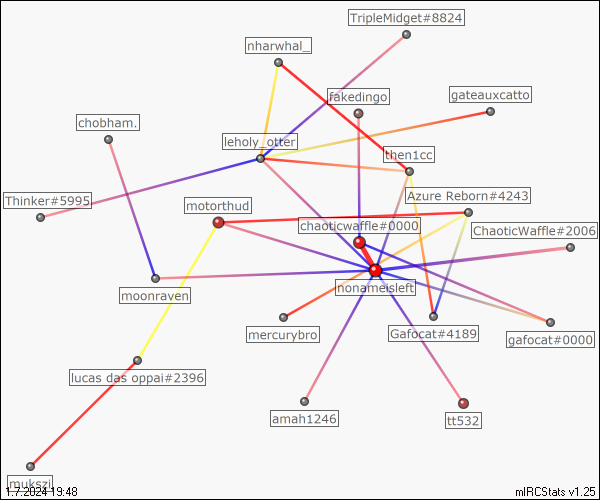 TripleMidget#8824
nharwhal_
fakedingo
gateauxcatto
chobham.
leholy_otter
then1cc
Thinker#5995
motorthud
Azure Reborn#4243
chaoticwaffle#0000
ChaoticWaffle#2006
moonraven
nonameisleft
mercurybro
Gafocat#4189
gafocat#0000
lucas das oppai#2396
amah1246
tt532
mukszi
1.7.2024 19:48
mIRCStats v1.25